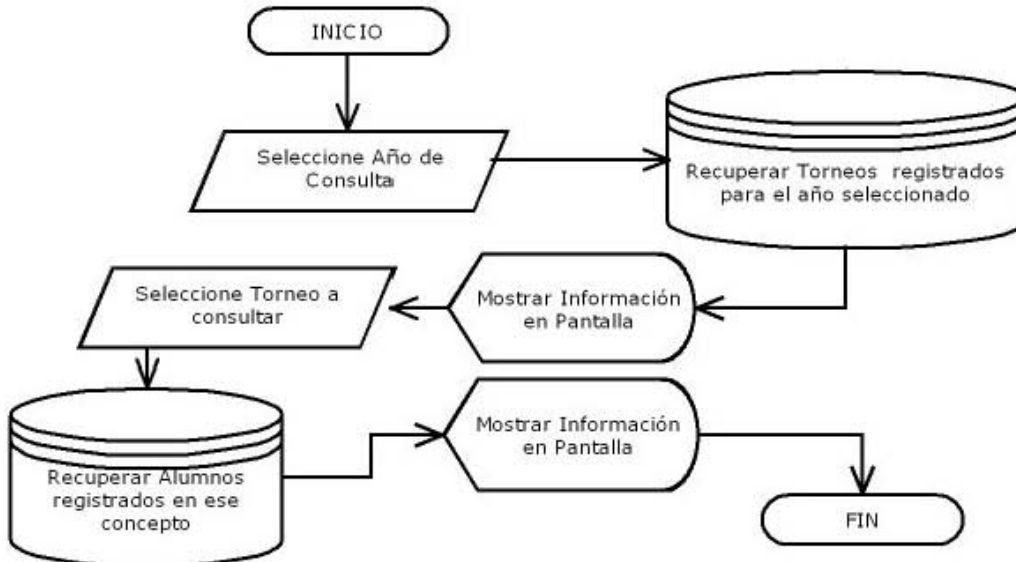 INICIO
Seleccione Año de
Consulta
Recuperar Torneos registrados
para el año seleccionado
Mostrar Información
en Pantalla
Seleccione Torneo a
consultar
Recuperar Alumnos
registrados en ese
concepto
Mostrar Información
en Pantalla
FIN